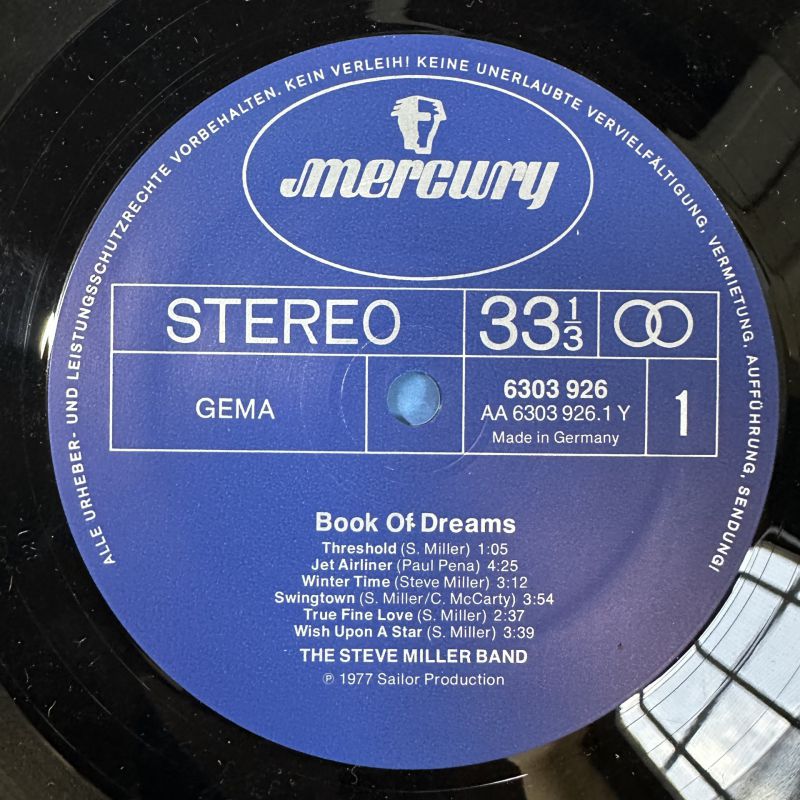 ALLE URHEBER- UND LEISTUNGSSCHUTZRECHTE VORBEHALTEN. KEIN VERLEIH! KEINE UNERLAUBTE VERVIELFÄLTIGUNG, VERMIETUNG, AUFFÜHRUNG, SENDUNG!
mercury
STEREO 33 1/3
GEMA 6303 926 1
AA 6303 926.1 Y
Made in Germany
Book Of Dreams
Threshold (S. Miller) 1:05
Jet Airliner (Paul Pena) 4:25
Winter Time (Steve Miller) 3:12
Swingtown (S. Miller/C. McCarty) 3:54
True Fine Love (S. Miller) 2:37
Wish Upon A Star (S. Miller) 3:39
THE STEVE MILLER BAND
℗ 1977 Sailor Production